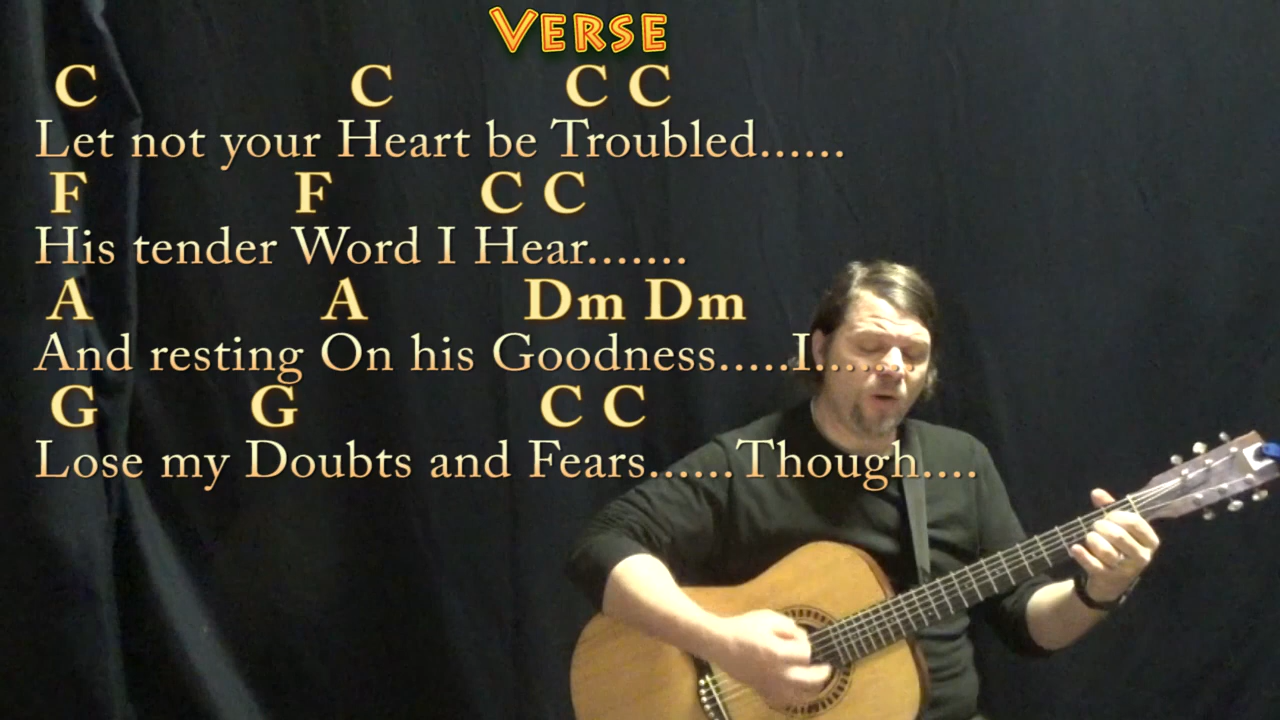 VERSE
C C C C
Let not your Heart be Troubled......
F F C C
His tender Word I Hear.......
A A Dm Dm
And resting On his Goodness.....I.......
G G C C
Lose my Doubts and Fears......Though....